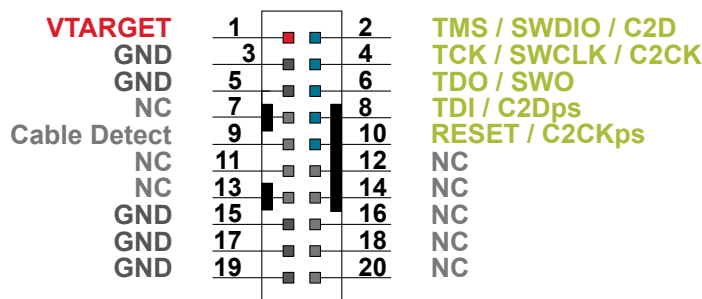 VTARGET 1 2 TMS / SWDIO / C2D
GND 3 4 TCK / SWCLK / C2CK
GND 5 6 TDO / SWO
NC 7 8 TDI / C2Dps
Cable Detect 9 10 RESET / C2CKps
NC 11 12 NC
NC 13 14 NC
GND 15 16 NC
GND 17 18 NC
GND 19 20 NC